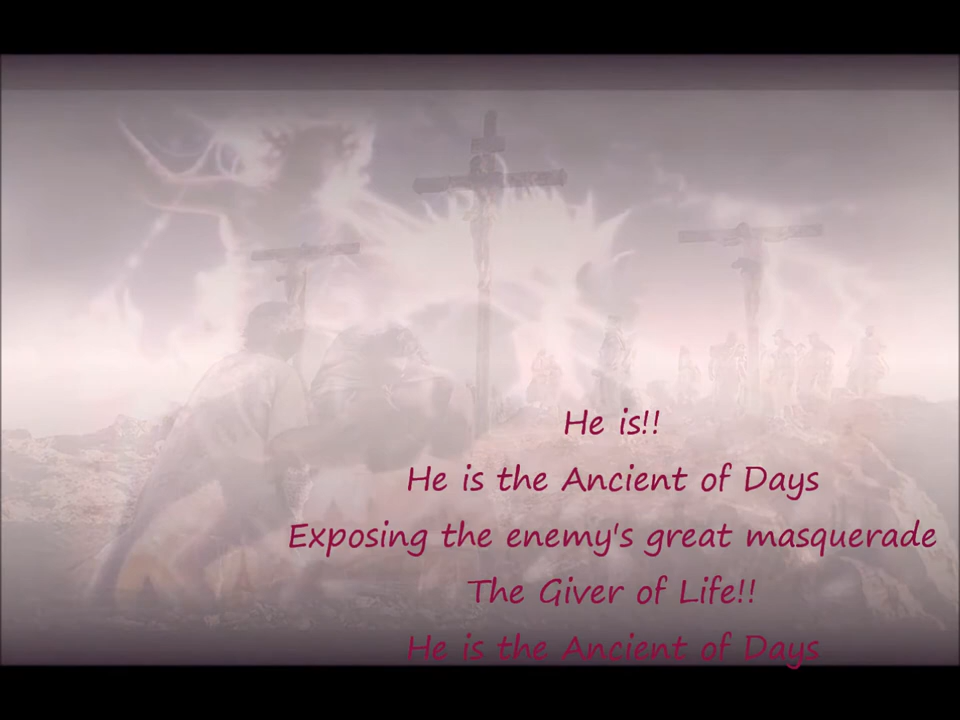 He is!!
He is the Ancient of Days
Exposing the enemy's great masquerade
The Giver of Life!!
He is the Ancient of Days